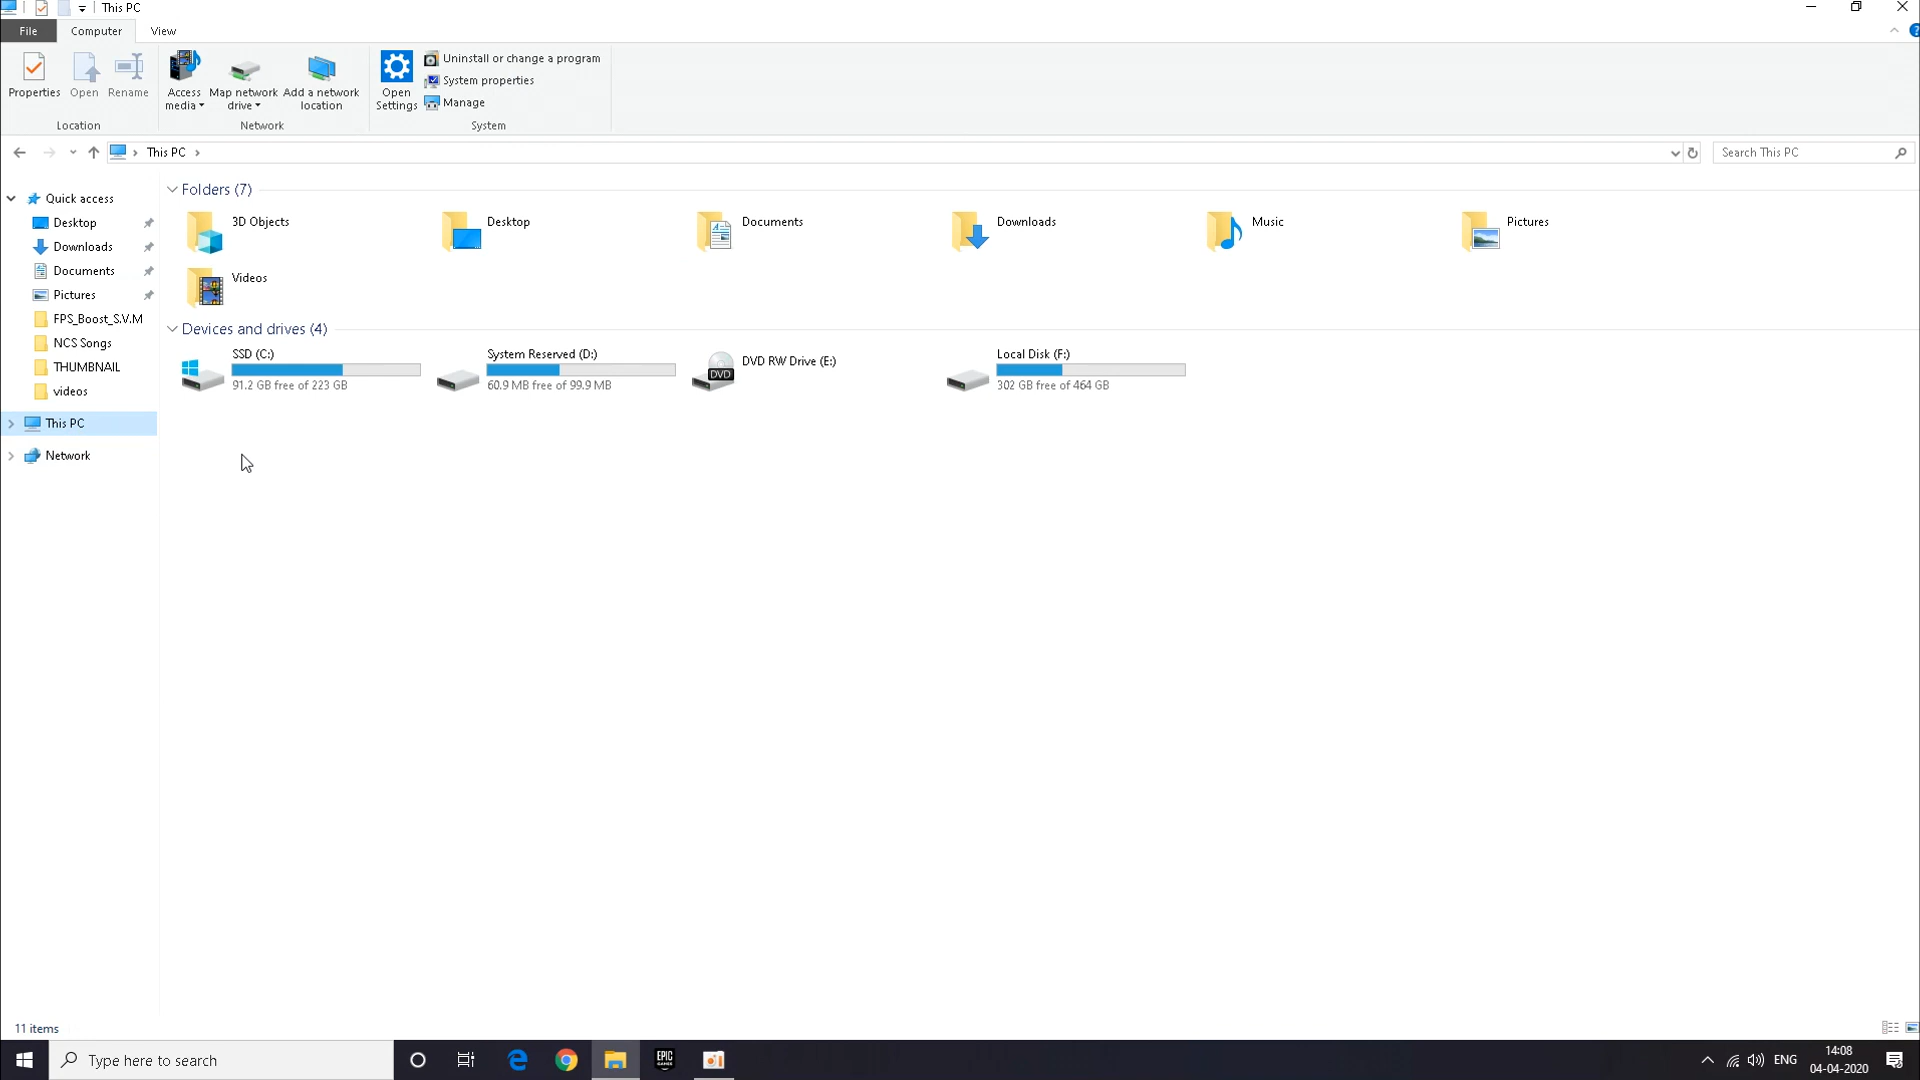 This PC
File
Computer
View
Properties
Open
Rename
Access
media
Map network
drive
Add a network
location
Open
Settings
Uninstall or change a program
System properties
Manage
Location
Network
System
This PC
Search This PC
Quick access
Desktop
Downloads
Documents
Pictures
FPS_Boost_S.V.M
NCS Songs
THUMBNAIL
videos
This PC
Network
Folders (7)
3D Objects
Desktop
Documents
Downloads
Music
Pictures
Videos
Devices and drives (4)
SSD (C:)
91.2 GB free of 223 GB
System Reserved (D:)
60.9 MB free of 99.9 MB
DVD
DVD RW Drive (E:)
Local Disk (F:)
302 GB free of 464 GB
11 items
Type here to search
EPIC
GAMES
ENG
14:08
04-04-2020